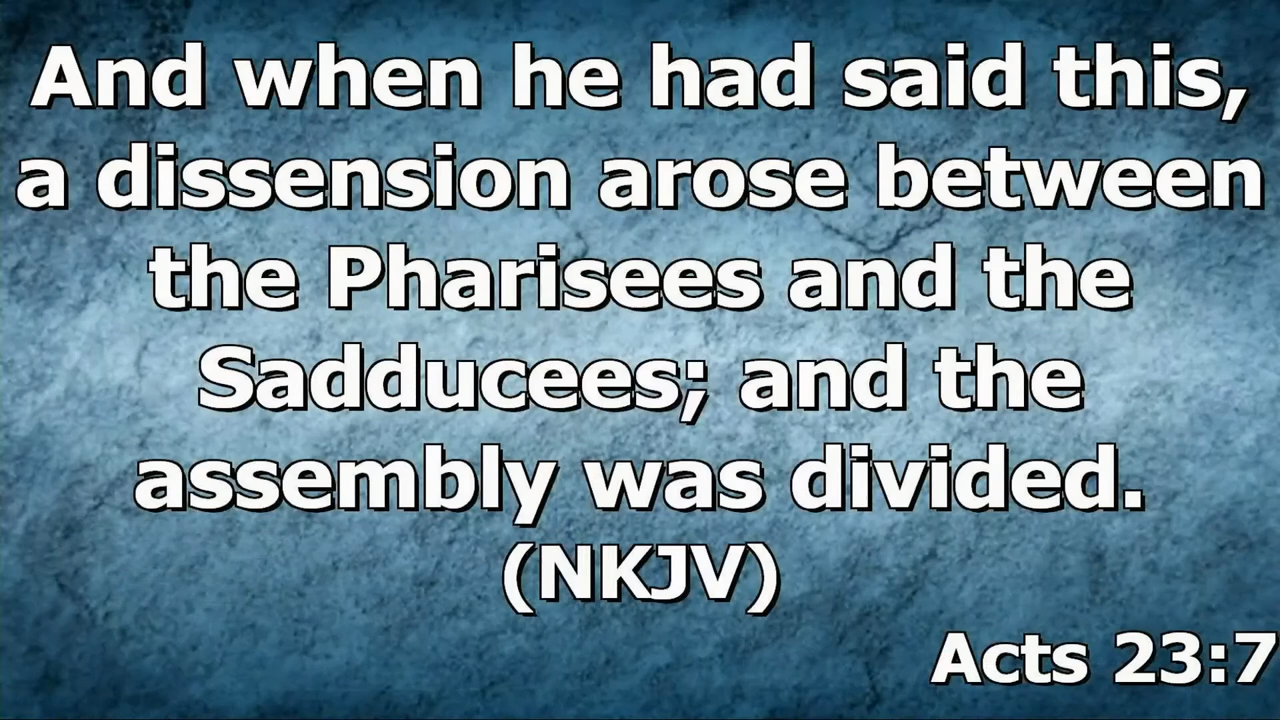 And when he had said this,
a dissension arose between
the Pharisees and the
Sadducees; and the
assembly was divided.
(NKJV)
Acts 23:7